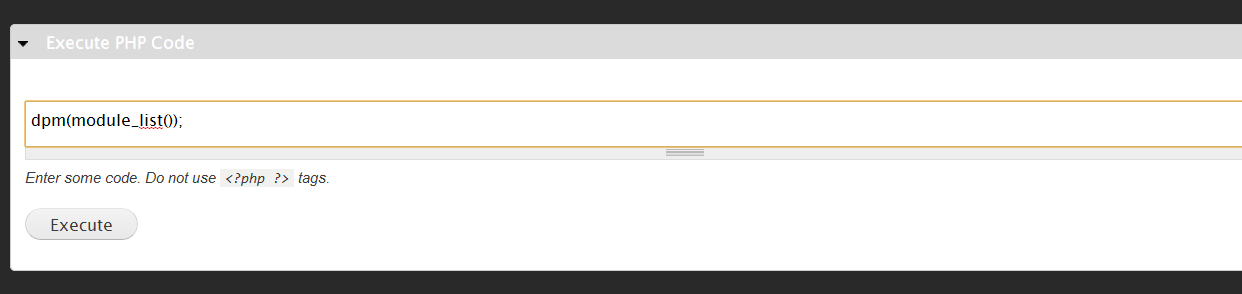 Execute PHP Code
dpm(module_list());
Enter some code. Do not use <?php ?> tags.
Execute